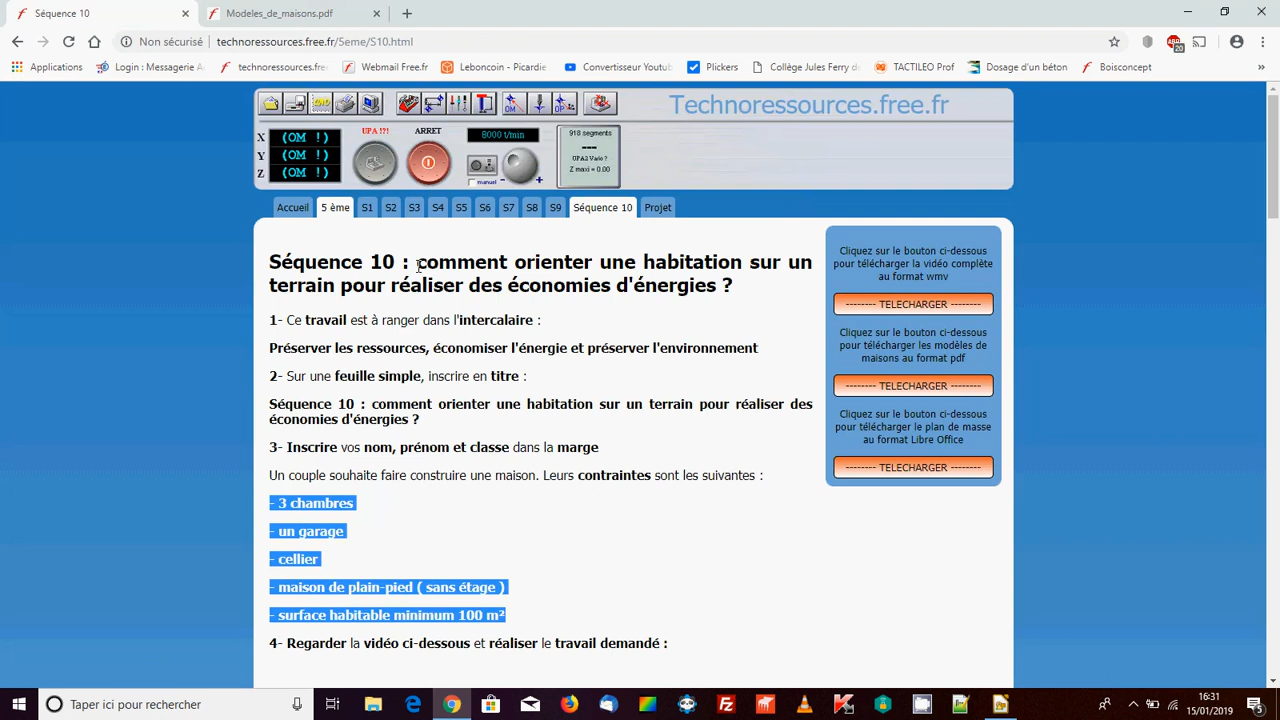 Séquence 10
Modeles_de_maisons.pdf
Non sécurisé
technoressources.free.fr/5eme/S10.html
20
Applications
Login : Messagerie A
technoressources.fre
Webmail Free.fr
Leboncoin - Picardie
Convertisseur Youtub
Plickers
Collège Jules Ferry d
TACTILEO Prof
Dosage d'un béton
Boisconcept
»
Technoressources.free.fr
OM
OP
X
(OM !)
Y
(OM !)
Z
(OM !)
UPA !?!
ARRET
8000 t/min
manuel
-
+
918 segments
---
OPA2 Vario ?
Z maxi = 0.00
Accueil
5 ème
S1
S2
S3
S4
S5
S6
S7
S8
S9
Séquence 10
Projet
Séquence 10 : comment orienter une habitation sur un
terrain pour réaliser des économies d'énergies ?
1- Ce travail est à ranger dans l'intercalaire :
Préserver les ressources, économiser l'énergie et préserver l'environnement
2- Sur une feuille simple, inscrire en titre :
Séquence 10 : comment orienter une habitation sur un terrain pour réaliser des
économies d'énergies ?
3- Inscrire vos nom, prénom et classe dans la marge
Un couple souhaite faire construire une maison. Leurs contraintes sont les suivantes :
- 3 chambres
- un garage
- cellier
- maison de plain-pied ( sans étage )
- surface habitable minimum 100 m²
4- Regarder la vidéo ci-dessous et réaliser le travail demandé :
Cliquez sur le bouton ci-dessous
pour télécharger la vidéo complète
au format wmv
-------- TELECHARGER --------
Cliquez sur le bouton ci-dessous
pour télécharger les modèles de
maisons au format pdf
-------- TELECHARGER --------
Cliquez sur le bouton ci-dessous
pour télécharger le plan de masse
au format Libre Office
-------- TELECHARGER --------
Taper ici pour rechercher
16:31
15/01/2019